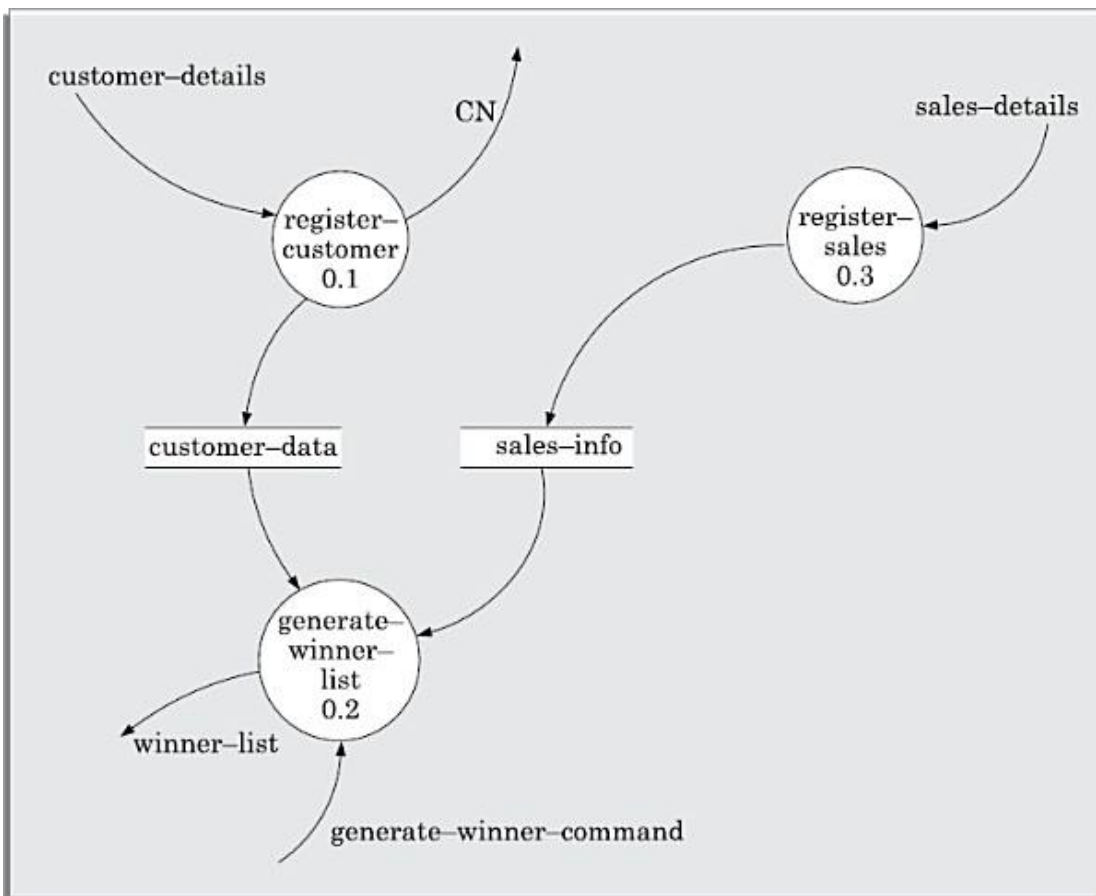 customer–details
CN
sales–details
register–
customer
0.1
register–
sales
0.3
customer–data
sales–info
generate–
winner–
list
0.2
winner–list
generate–winner–command